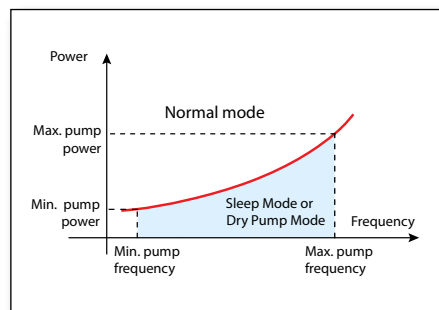 Power
Normal mode
Max. pump
power
Min. pump
power
Sleep Mode or
Dry Pump Mode
Frequency
Min. pump
frequency
Max. pump
frequency